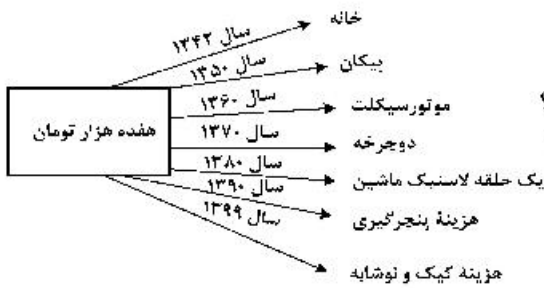 خانه
سال ۱۳۴۲
پیکان
سال ۱۳۵۰
موتورسیکلت
سال ۱۳۶۰
هفده هزار تومان
دوچرخه
سال ۱۳۷۰
یک حلقه لاستیک ماشین
سال ۱۳۸۰
هزینهٔ پنچرگیری
سال ۱۳۹۰
هزینه کیک و نوشابه
سال ۱۳۹۹